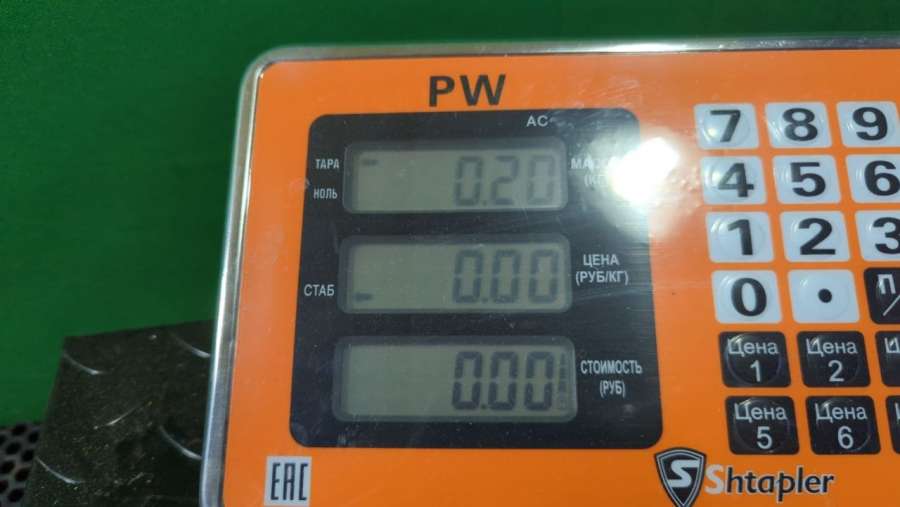 PW
AC
ТАРА
НОЛЬ
0.20
СТАБ
0.00
ЦЕНА
(РУБ/КГ)
0.00
СТОИМОСТЬ
(РУБ)
7 8 9
4 5 6
1 2 3
0 .
Цена 1
Цена 2
Цена 5
Цена 6
EAC
S Shtapler